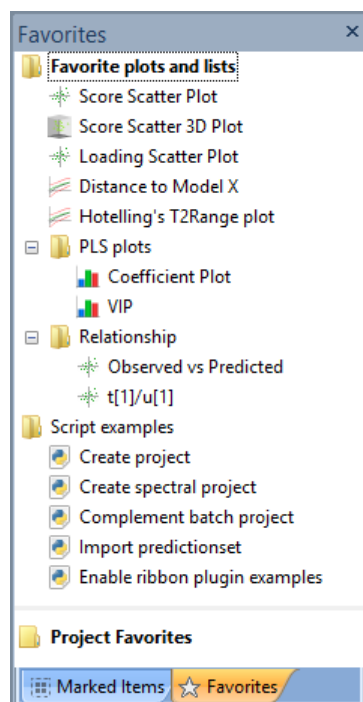 Favorites
Favorite plots and lists
Score Scatter Plot
Score Scatter 3D Plot
Loading Scatter Plot
Distance to Model X
Hotelling's T2Range plot
PLS plots
Coefficient Plot
VIP
Relationship
Observed vs Predicted
t[1]/u[1]
Script examples
Create project
Create spectral project
Complement batch project
Import predictionset
Enable ribbon plugin examples
Project Favorites
Marked Items Favorites